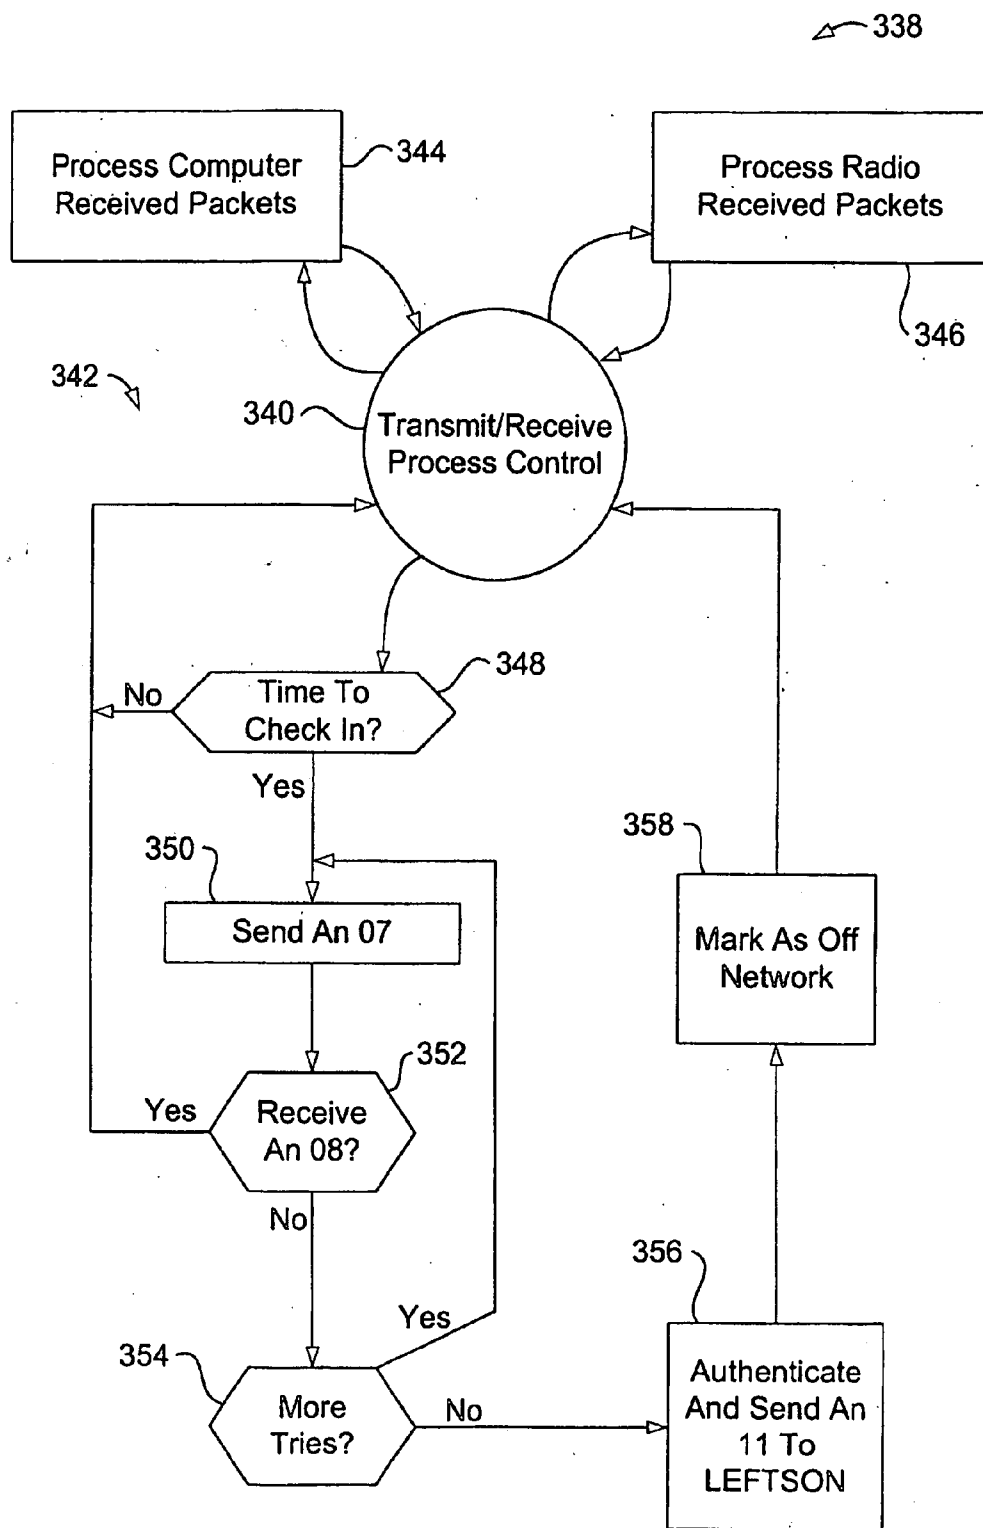 338
Process Computer
Received Packets
344
Process Radio
Received Packets
346
342
340
Transmit/Receive
Process Control
348
Time To
Check In?
No
Yes
350
Send An 07
358
Mark As Off
Network
352
Receive
An 08?
Yes
No
354
More
Tries?
Yes
No
356
Authenticate
And Send An
11 To
LEFTSON